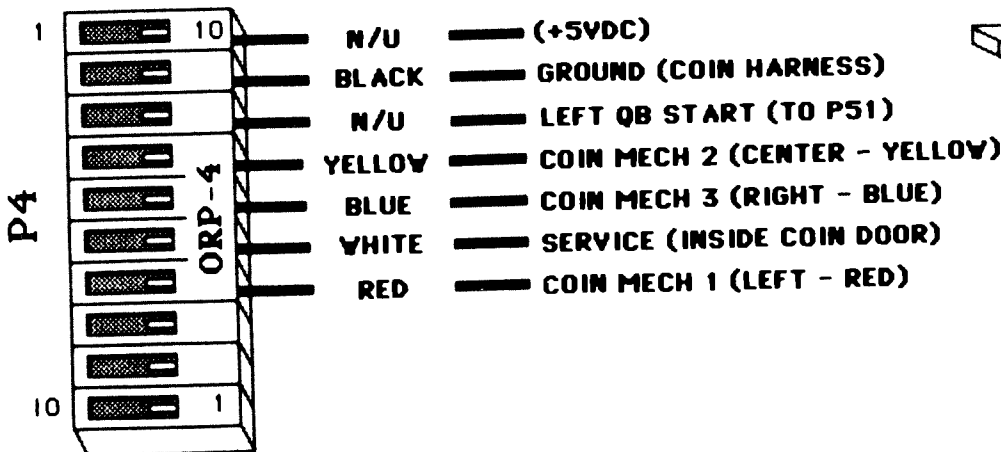 1 10 N/U (+5VDC)
BLACK GROUND (COIN HARNESS)
N/U LEFT QB START (TO P51)
YELLOW COIN MECH 2 (CENTER - YELLOW)
BLUE COIN MECH 3 (RIGHT - BLUE)
WHITE SERVICE (INSIDE COIN DOOR)
RED COIN MECH 1 (LEFT - RED)
10 1
P4
ORP-4